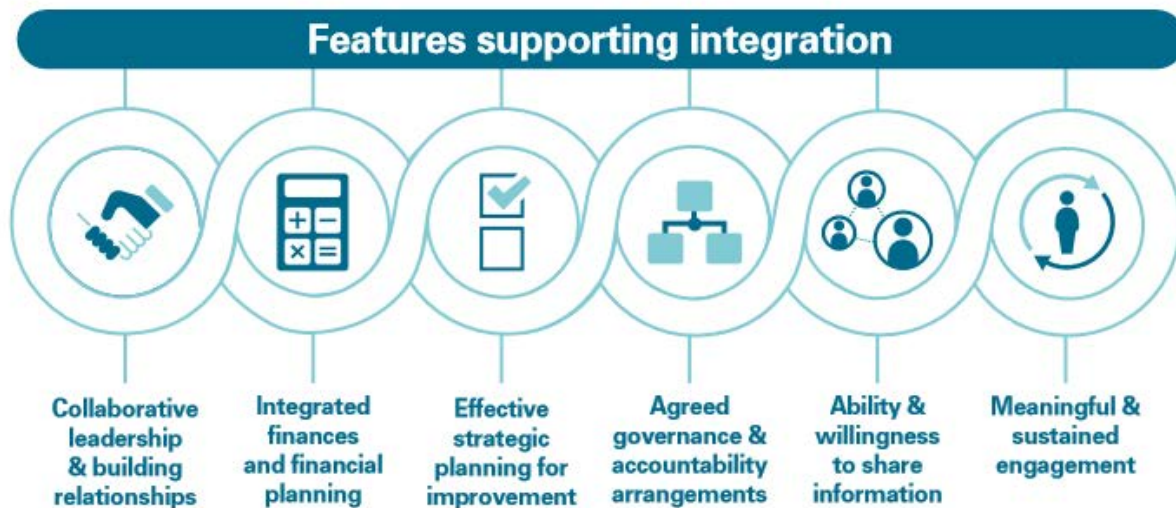 Features supporting integration
Collaborative
leadership
& building
relationships
Integrated
finances
and financial
planning
Effective
strategic
planning for
improvement
Agreed
governance &
accountability
arrangements
Ability &
willingness
to share
information
Meaningful &
sustained
engagement